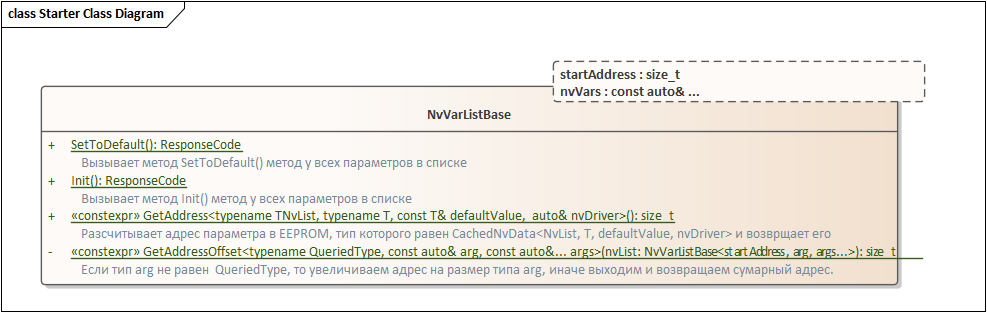 class Starter Class Diagram
startAddress : size_t
nvVars : const auto& ...
NvVarListBase
+ SetToDefault(): ResponseCode
Вызывает метод SetToDefault() метод у всех параметров в списке
+ Init(): ResponseCode
Вызывает метод Init() метод у всех параметров в списке
+ «constexpr» GetAddress<typename TNvList, typename T, const T& defaultValue, auto& nvDriver>(): size_t
Разсчитывает адрес параметра в EEPROM, тип которого равен CachedNvData<NvList, T, defaultValue, nvDriver> и возврщает его
- «constexpr» GetAddressOffset<typename QueriedType, const auto& arg, const auto&... args>(nvList: NvVarListBase<startAddress, arg, args...>): size_t
Если тип arg не равен QueriedType, то увеличиваем адрес на размер типа arg, иначе выходим и возвращаем сумарный адрес.